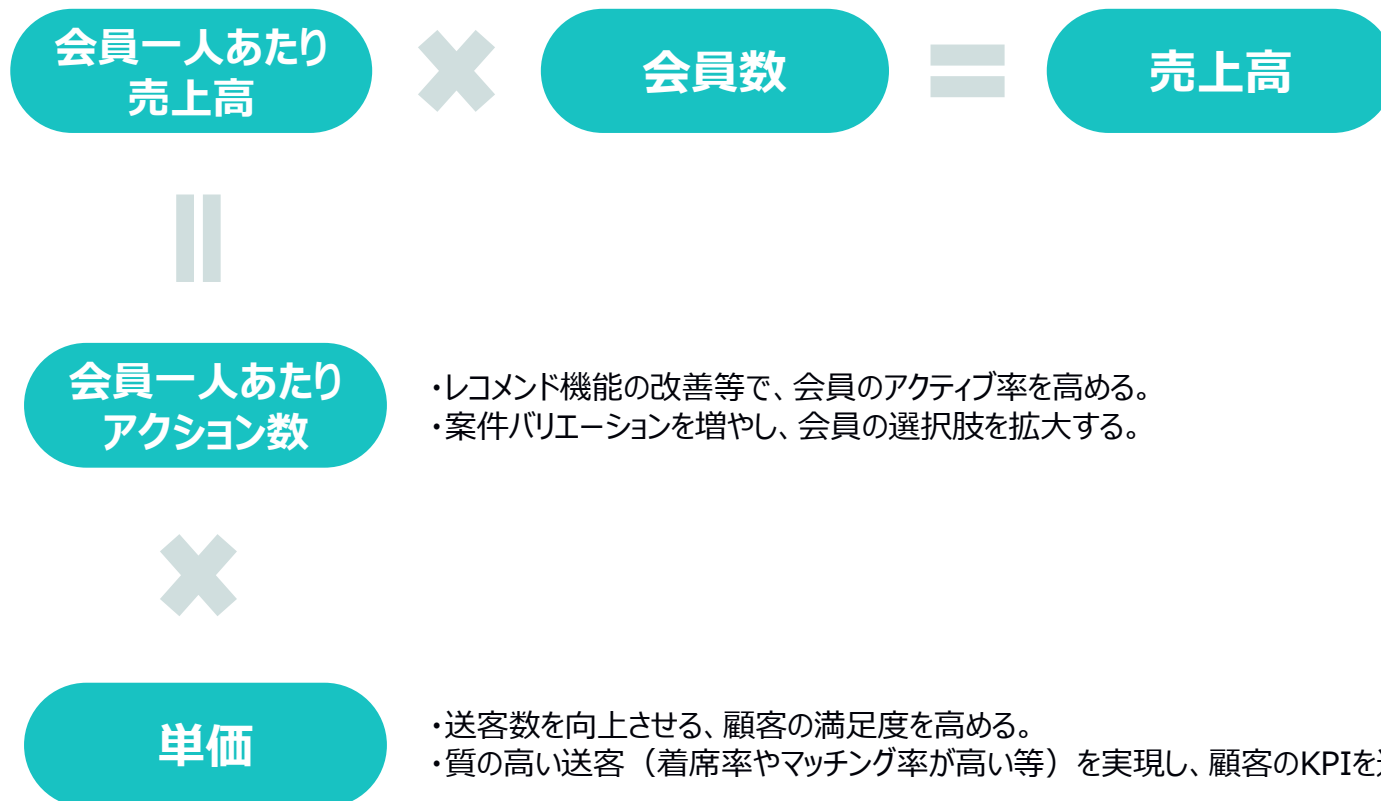 会員一人あたり
売上高
会員数
売上高
会員一人あたり
アクション数
・レコメンド機能の改善等で、会員のアクティブ率を高める。
・案件バリエーションを増やし、会員の選択肢を拡大する。
単価
・送客数を向上させる、顧客の満足度を高める。
・質の高い送客（着席率やマッチング率が高い等）を実現し、顧客のKPIを